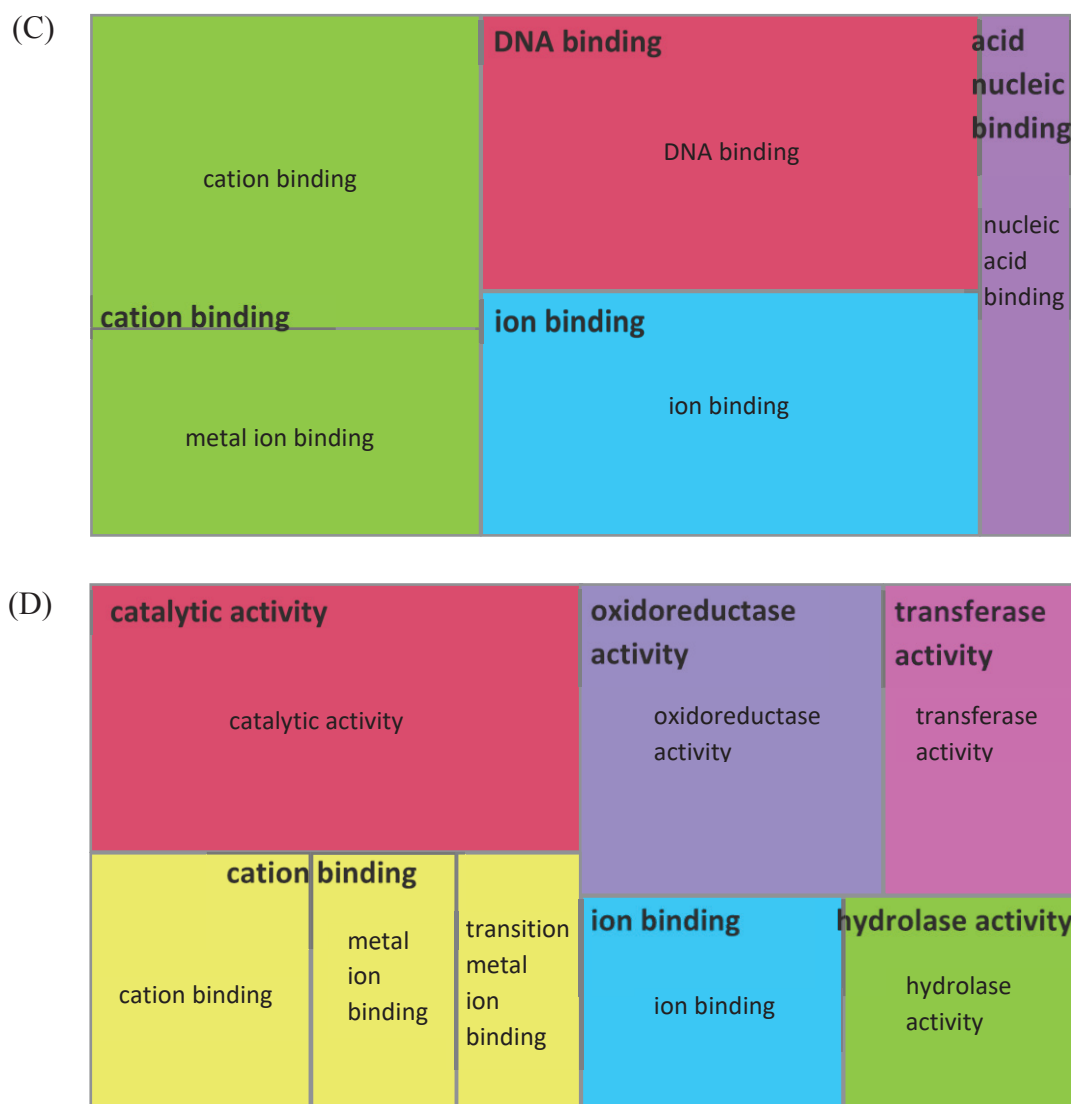 (C)
cation binding
cation binding
metal ion binding
DNA binding
DNA binding
ion binding
ion binding
acid
nucleic
binding
nucleic
acid
binding
(D)
catalytic activity
catalytic activity
oxidoreductase
activity
oxidoreductase
activity
transferase
activity
transferase
activity
cation binding
cation binding
metal
ion
binding
transition
metal
ion
binding
ion binding
ion binding
hydrolase activity
hydrolase
activity